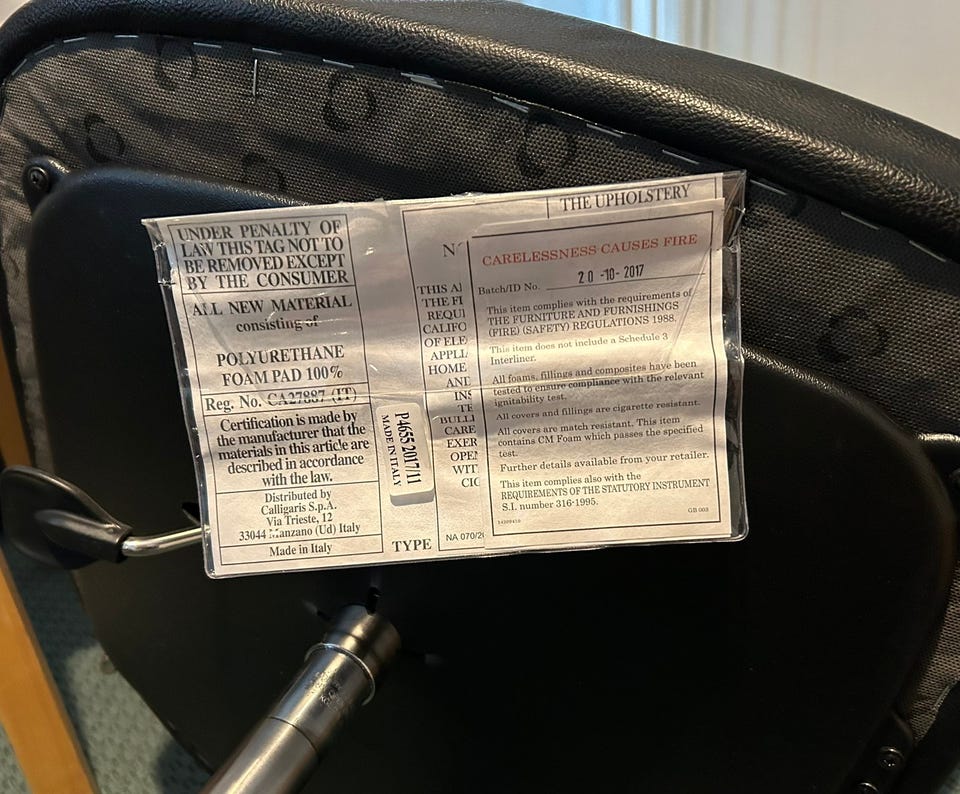 UNDER PENALTY OF
LAW THIS TAG NOT TO
BE REMOVED EXCEPT
BY THE CONSUMER
ALL NEW MATERIAL
consisting of
POLYURETHANE
FOAM PAD 100%
Reg. No. CA27887 (IT)
Certification is made by
the manufacturer that the
materials in this article are
described in accordance
with the law.
Distributed by
Calligaris S.p.A.
Via Trieste, 12
33044 Manzano (Ud) Italy
Made in Italy
P4655 2017/11
MADE IN ITALY
THIS
THE
REQUI
CALIFO
OF ELE
APPLI
HOME
AND
INS
TE
BULL
CARE
EXER
OPE
WIT
CIG
TYPE
NA 070/2
THE UPHOLSTERY
CARELESSNESS CAUSES FIRE
Batch/ID No. 20 -10- 2017
This item complies with the requirements of
THE FURNITURE AND FURNISHINGS
(FIRE) (SAFETY) REGULATIONS 1988.
This item does not include a Schedule 3
Interliner.
All foams, fillings and composites have been
tested to ensure compliance with the relevant
ignitability test.
All covers and fillings are cigarette resistant.
All covers are match resistant. This item
contains CM Foam which passes the specified
test.
Further details available from your retailer.
This item complies also with the
REQUIREMENTS OF THE STATUTORY INSTRUMENT
S.I. number 316-1995.
GB 003